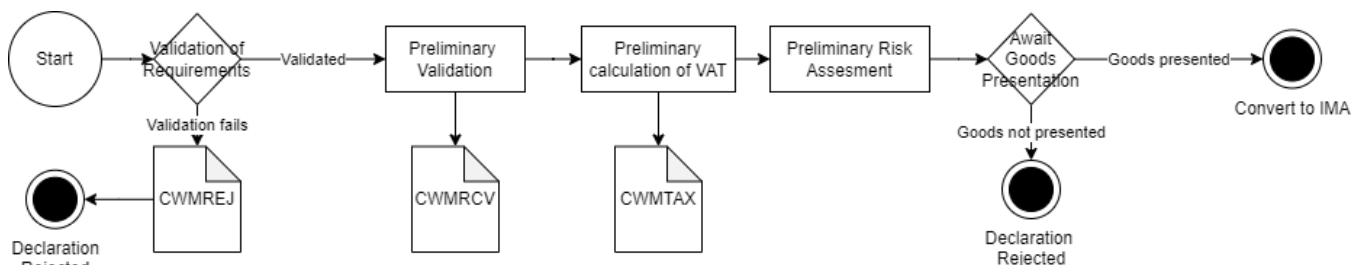 Start
Validation of
Requirements
Validated
Preliminary
Validation
Preliminary
calculation of VAT
Preliminary Risk
Assesment
Await
Goods
Presentation
Goods presented
Convert to IMA
Validation fails
Goods not presented
CWMREJ
CWMRCV
CWMTAX
Declaration
Rejected
Declaration
Rejected